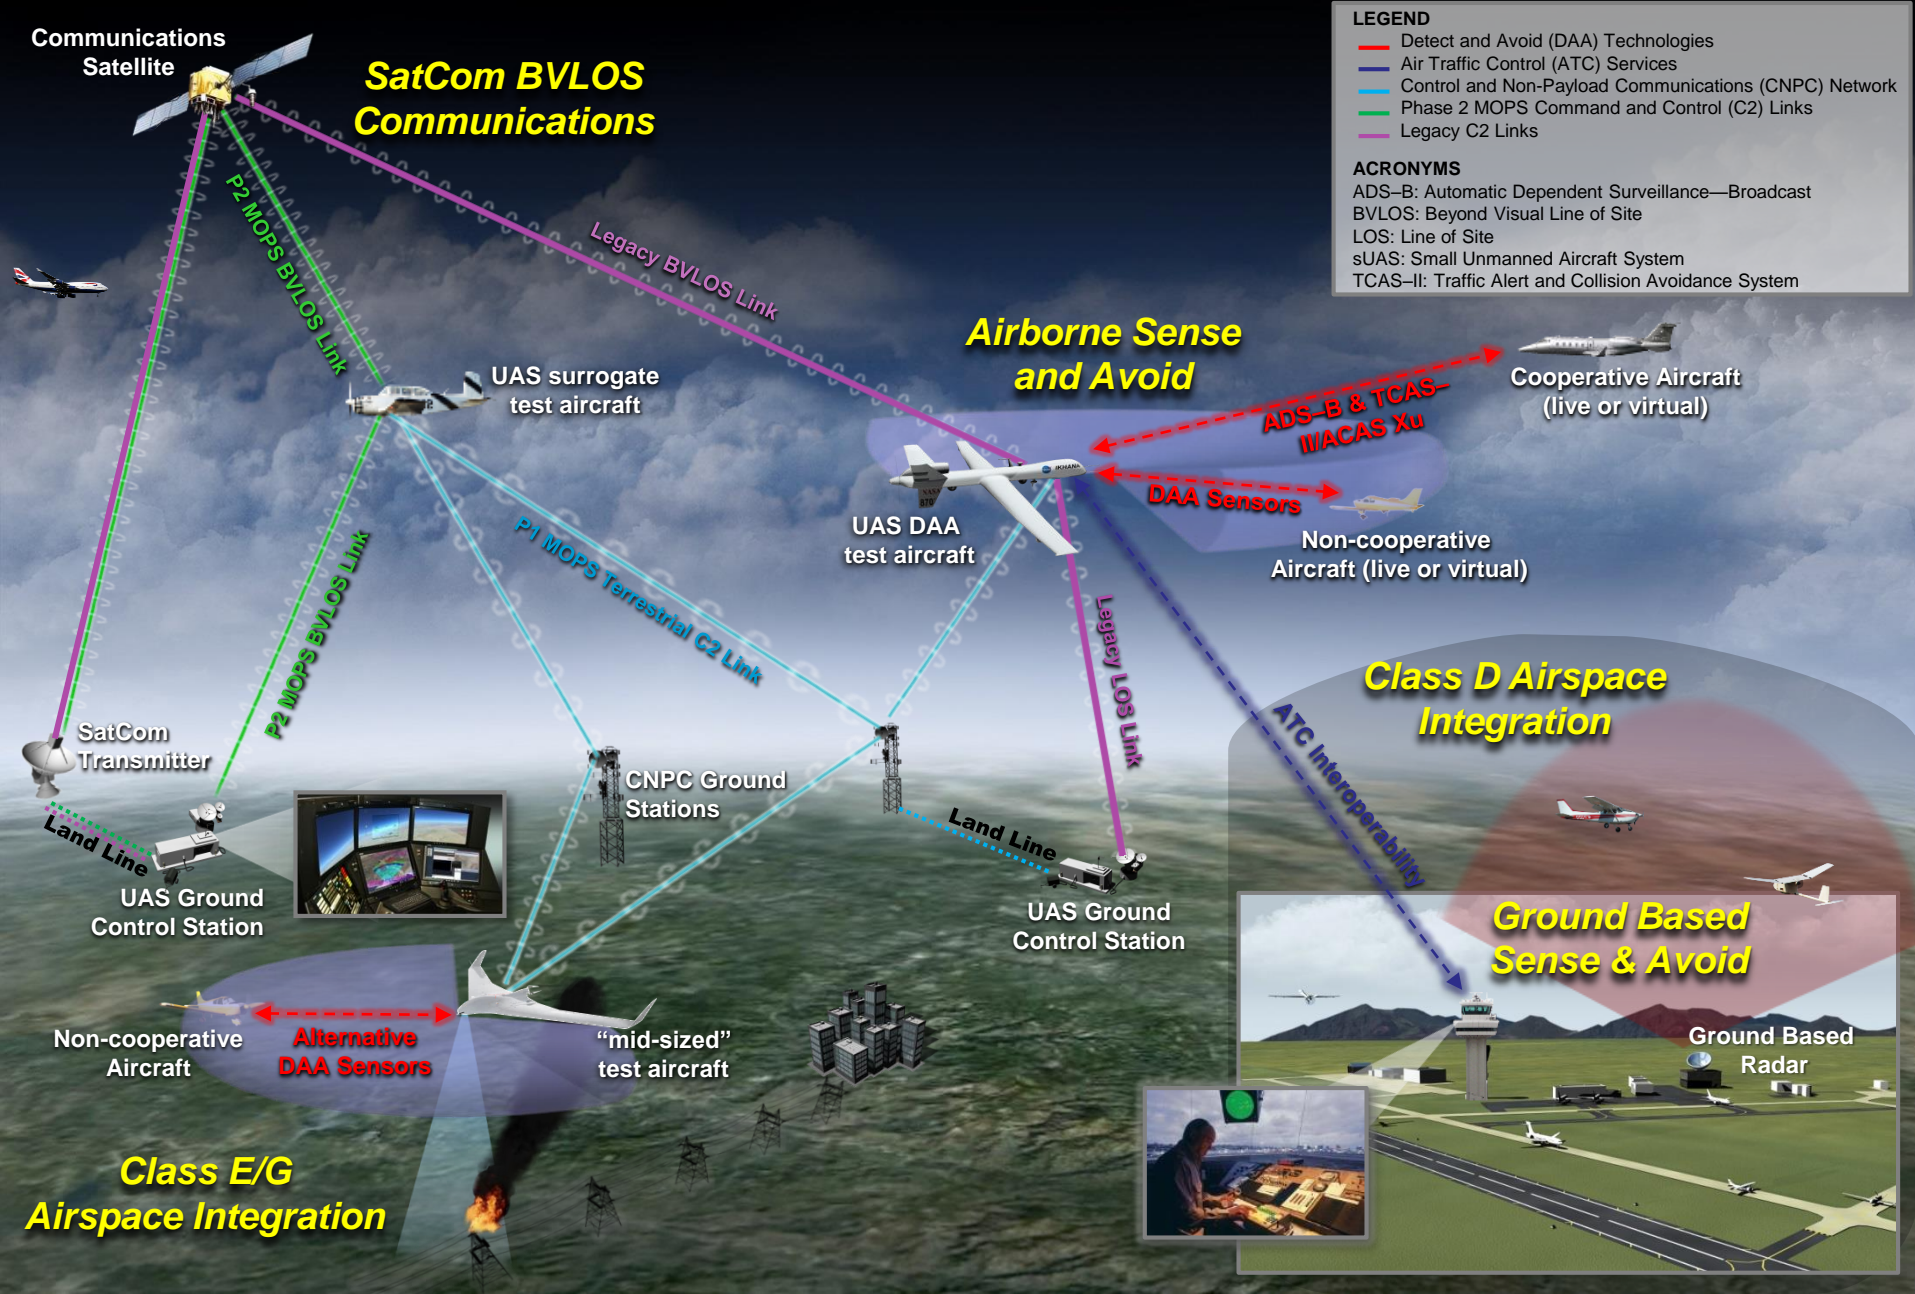 Communications
Satellite
SatCom BVLOS
Communications
LEGEND
Detect and Avoid (DAA) Technologies
Air Traffic Control (ATC) Services
Control and Non-Payload Communications (CNPC) Network
Phase 2 MOPS Command and Control (C2) Links
Legacy C2 Links
ACRONYMS
ADS–B: Automatic Dependent Surveillance—Broadcast
BVLOS: Beyond Visual Line of Site
LOS: Line of Site
sUAS: Small Unmanned Aircraft System
TCAS–II: Traffic Alert and Collision Avoidance System
P2 MOPS BVLOS Link
Legacy BVLOS Link
UAS surrogate
test aircraft
Airborne Sense
and Avoid
ADS–B & TCAS–
II/ACAS Xu
Cooperative Aircraft
(live or virtual)
IKHANA
NASA
870
DAA Sensors
UAS DAA
test aircraft
Non-cooperative
Aircraft (live or virtual)
P2 MOPS BVLOS Link
P1 MOPS Terrestrial C2 Link
Legacy LOS Link
ATC Interoperability
Class D Airspace
Integration
SatCom
Transmitter
Land Line
UAS Ground
Control Station
CNPC Ground
Stations
Land Line
UAS Ground
Control Station
Ground Based
Sense & Avoid
Ground Based
Radar
Non-cooperative
Aircraft
Alternative
DAA Sensors
“mid-sized”
test aircraft
Class E/G
Airspace Integration